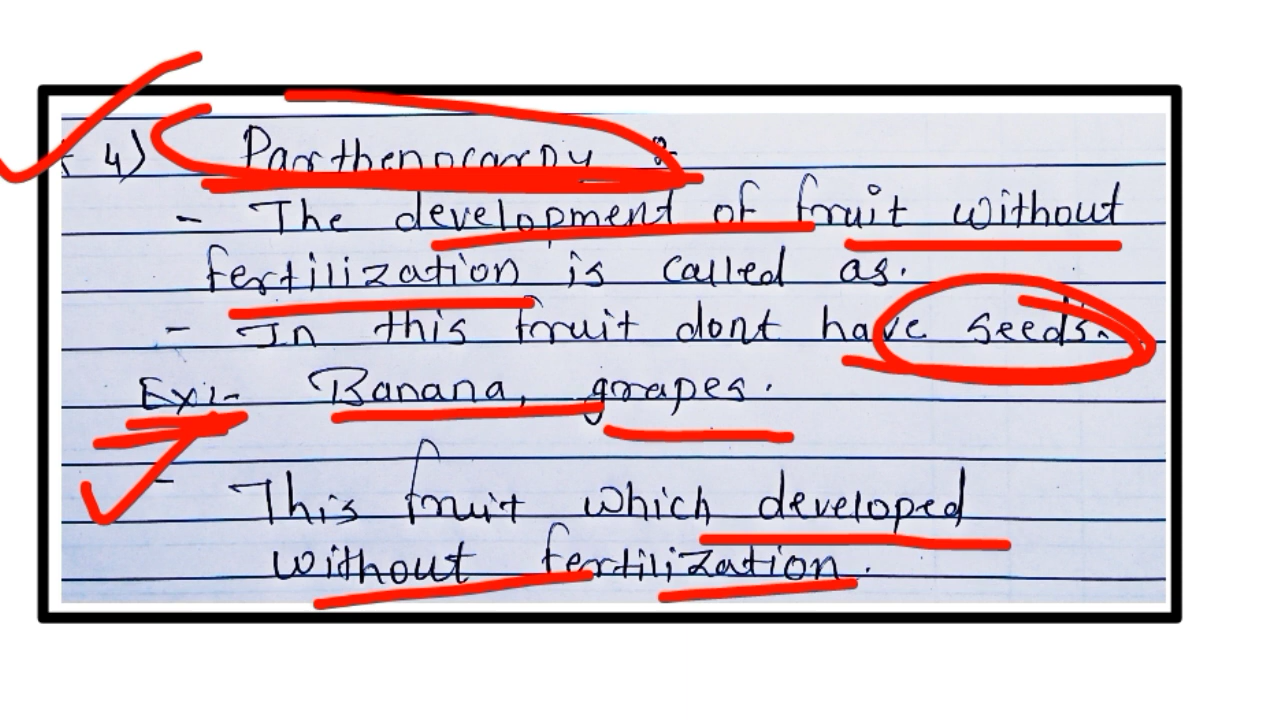 4) Parthenocarpy :
- The development of fruit without
fertilization is called as.
- In this fruit dont have seeds.
Ex:- Banana, grapes.
- This fruit which developed
without fertilization.